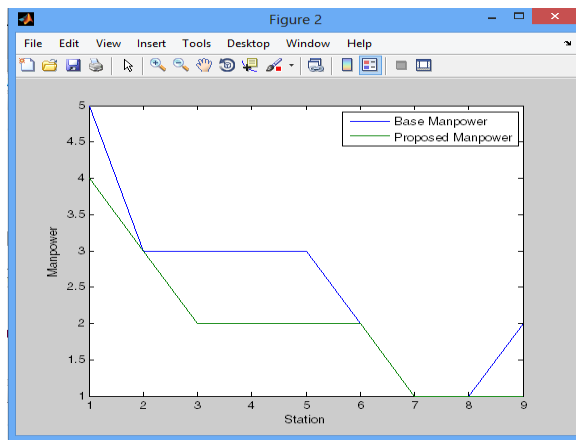 Figure 2
File Edit View Insert Tools Desktop Window Help
Base Manpower
Proposed Manpower
5
4.5
4
3.5
3
2.5
2
1.5
1
Manpower
1 2 3 4 5 6 7 8 9
Station